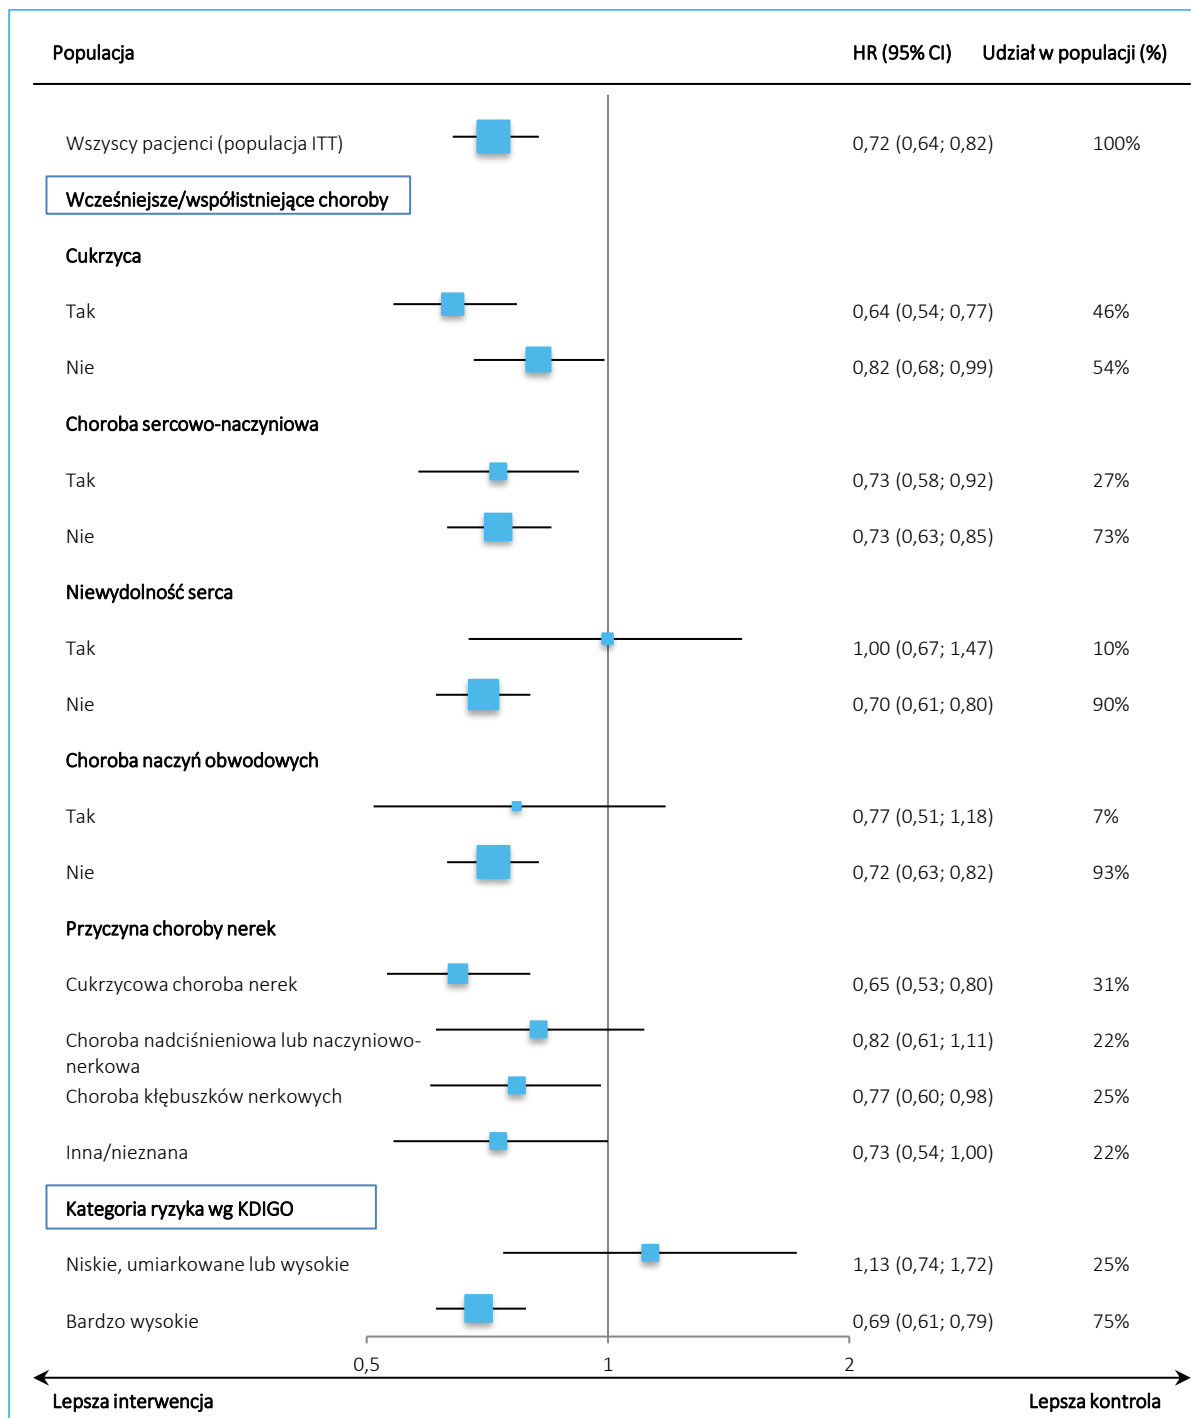 Populacja HR (95% CI) Udział w populacji (%)
Wszyscy pacjenci (populacja ITT) 0,72 (0,64; 0,82) 100%
Wcześniejsze/współistniejące choroby
Cukrzyca
Tak 0,64 (0,54; 0,77) 46%
Nie 0,82 (0,68; 0,99) 54%
Choroba sercowo-naczyniowa
Tak 0,73 (0,58; 0,92) 27%
Nie 0,73 (0,63; 0,85) 73%
Niewydolność serca
Tak 1,00 (0,67; 1,47) 10%
Nie 0,70 (0,61; 0,80) 90%
Choroba naczyń obwodowych
Tak 0,77 (0,51; 1,18) 7%
Nie 0,72 (0,63; 0,82) 93%
Przyczyna choroby nerek
Cukrzycowa choroba nerek 0,65 (0,53; 0,80) 31%
Choroba nadciśnieniowa lub naczyniowo- 0,82 (0,61; 1,11) 22%
nerkowa
Choroba kłębuszków nerkowych 0,77 (0,60; 0,98) 25%
Inna/nieznana 0,73 (0,54; 1,00) 22%
Kategoria ryzyka wg KDIGO
Niskie, umiarkowane lub wysokie 1,13 (0,74; 1,72) 25%
Bardzo wysokie 0,69 (0,61; 0,79) 75%
0,5 1 2
Lepsza interwencja Lepsza kontrola